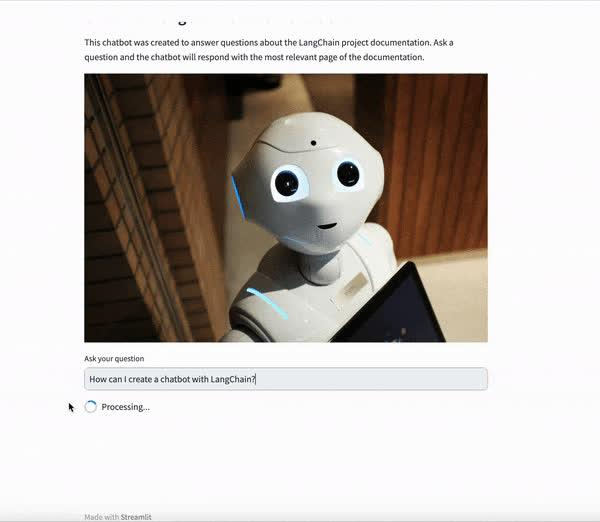 This chatbot was created to answer questions about the LangChain project documentation. Ask a
question and the chatbot will respond with the most relevant page of the documentation.
Ask your question
How can I create a chatbot with LangChain?
Processing...
Made with Streamlit